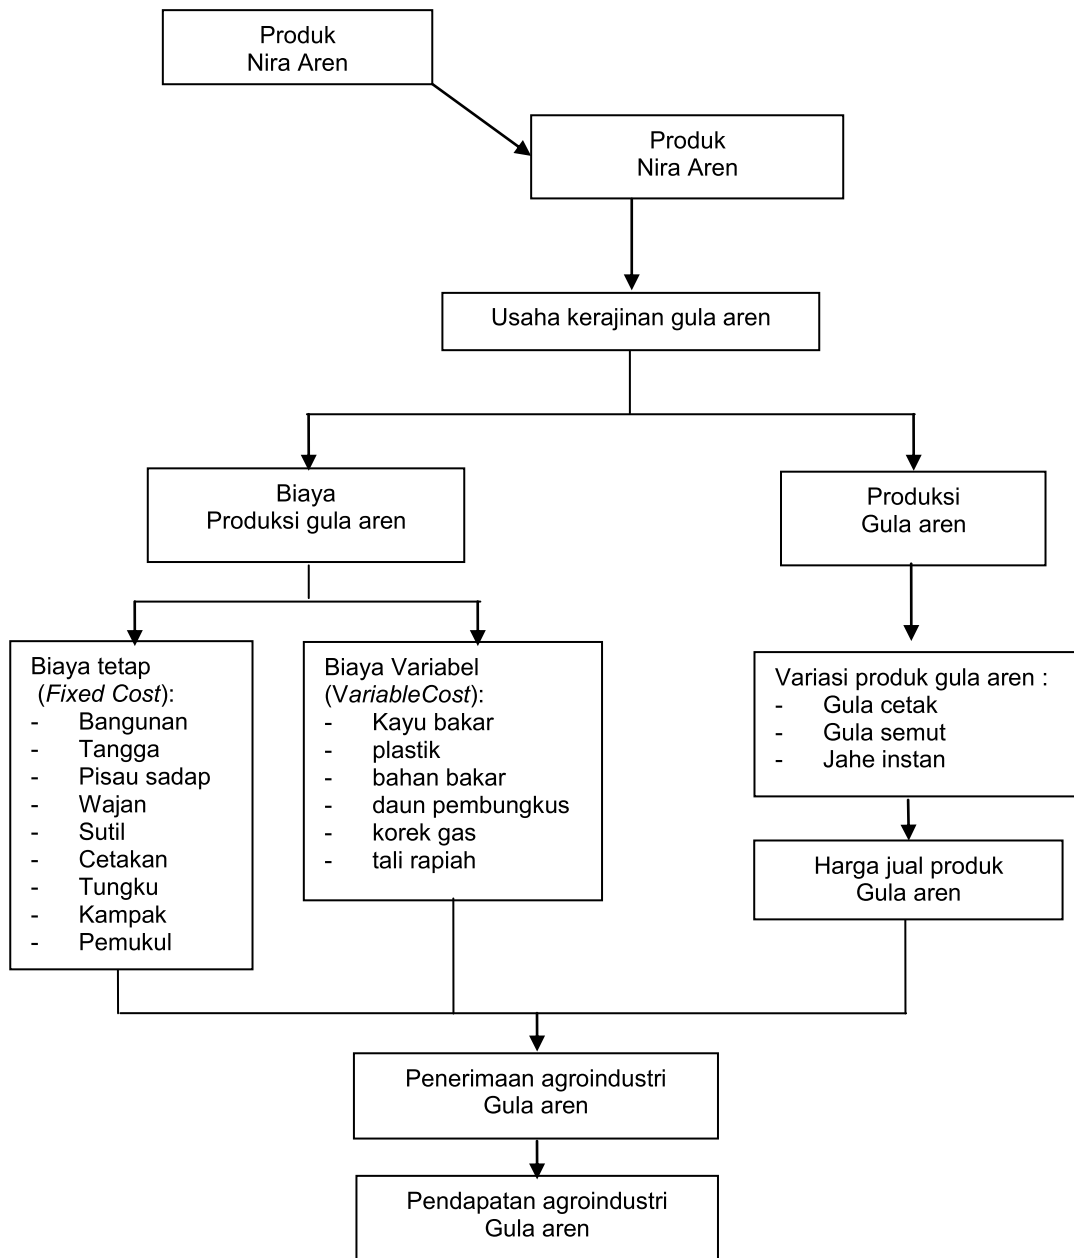 Produk
Nira Aren
Produk
Nira Aren
Usaha kerajinan gula aren
Biaya
Produksi gula aren
Produksi
Gula aren
Biaya tetap
(Fixed Cost):
- Bangunan
- Tangga
- Pisau sadap
- Wajan
- Sutil
- Cetakan
- Tungku
- Kampak
- Pemukul
Biaya Variabel
(VariableCost):
- Kayu bakar
- plastik
- bahan bakar
- daun pembungkus
- korek gas
- tali rapiah
Variasi produk gula aren :
- Gula cetak
- Gula semut
- Jahe instan
Harga jual produk
Gula aren
Penerimaan agroindustri
Gula aren
Pendapatan agroindustri
Gula aren